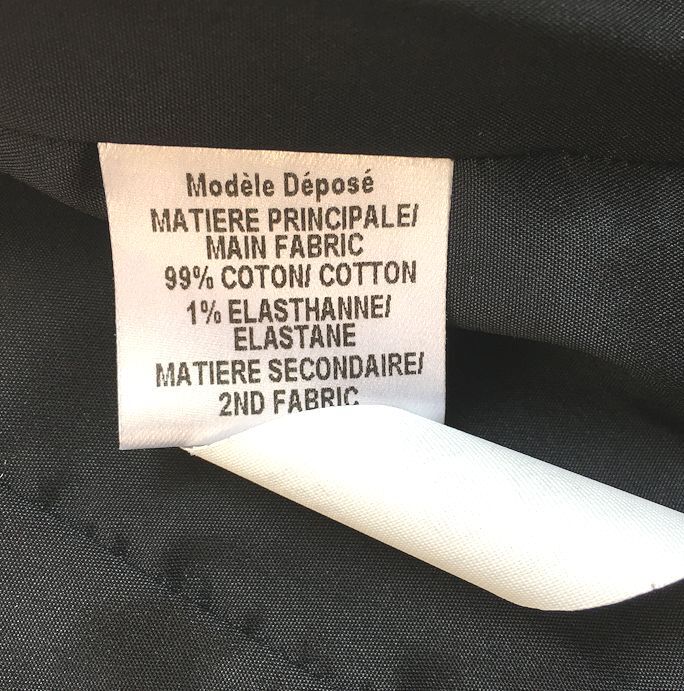 Modèle Déposé
MATIERE PRINCIPALE/
MAIN FABRIC
99% COTON/ COTTON
1% ELASTHANNE/
ELASTANE
MATIERE SECONDAIRE/
2ND FABRIC